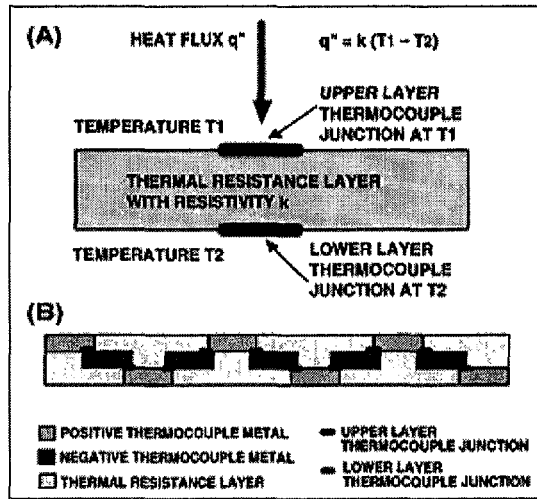 (A)
HEAT FLUX q"
q" = k (T1 - T2)
UPPER LAYER
THERMOCOUPLE
JUNCTION AT T1
TEMPERATURE T1
THERMAL RESISTANCE LAYER
WITH RESISTIVITY k
TEMPERATURE T2
LOWER LAYER
THERMOCOUPLE
JUNCTION AT T2
(B)
POSITIVE THERMOCOUPLE METAL
NEGATIVE THERMOCOUPLE METAL
THERMAL RESISTANCE LAYER
UPPER LAYER
THERMOCOUPLE JUNCTION
LOWER LAYER
THERMOCOUPLE JUNCTION